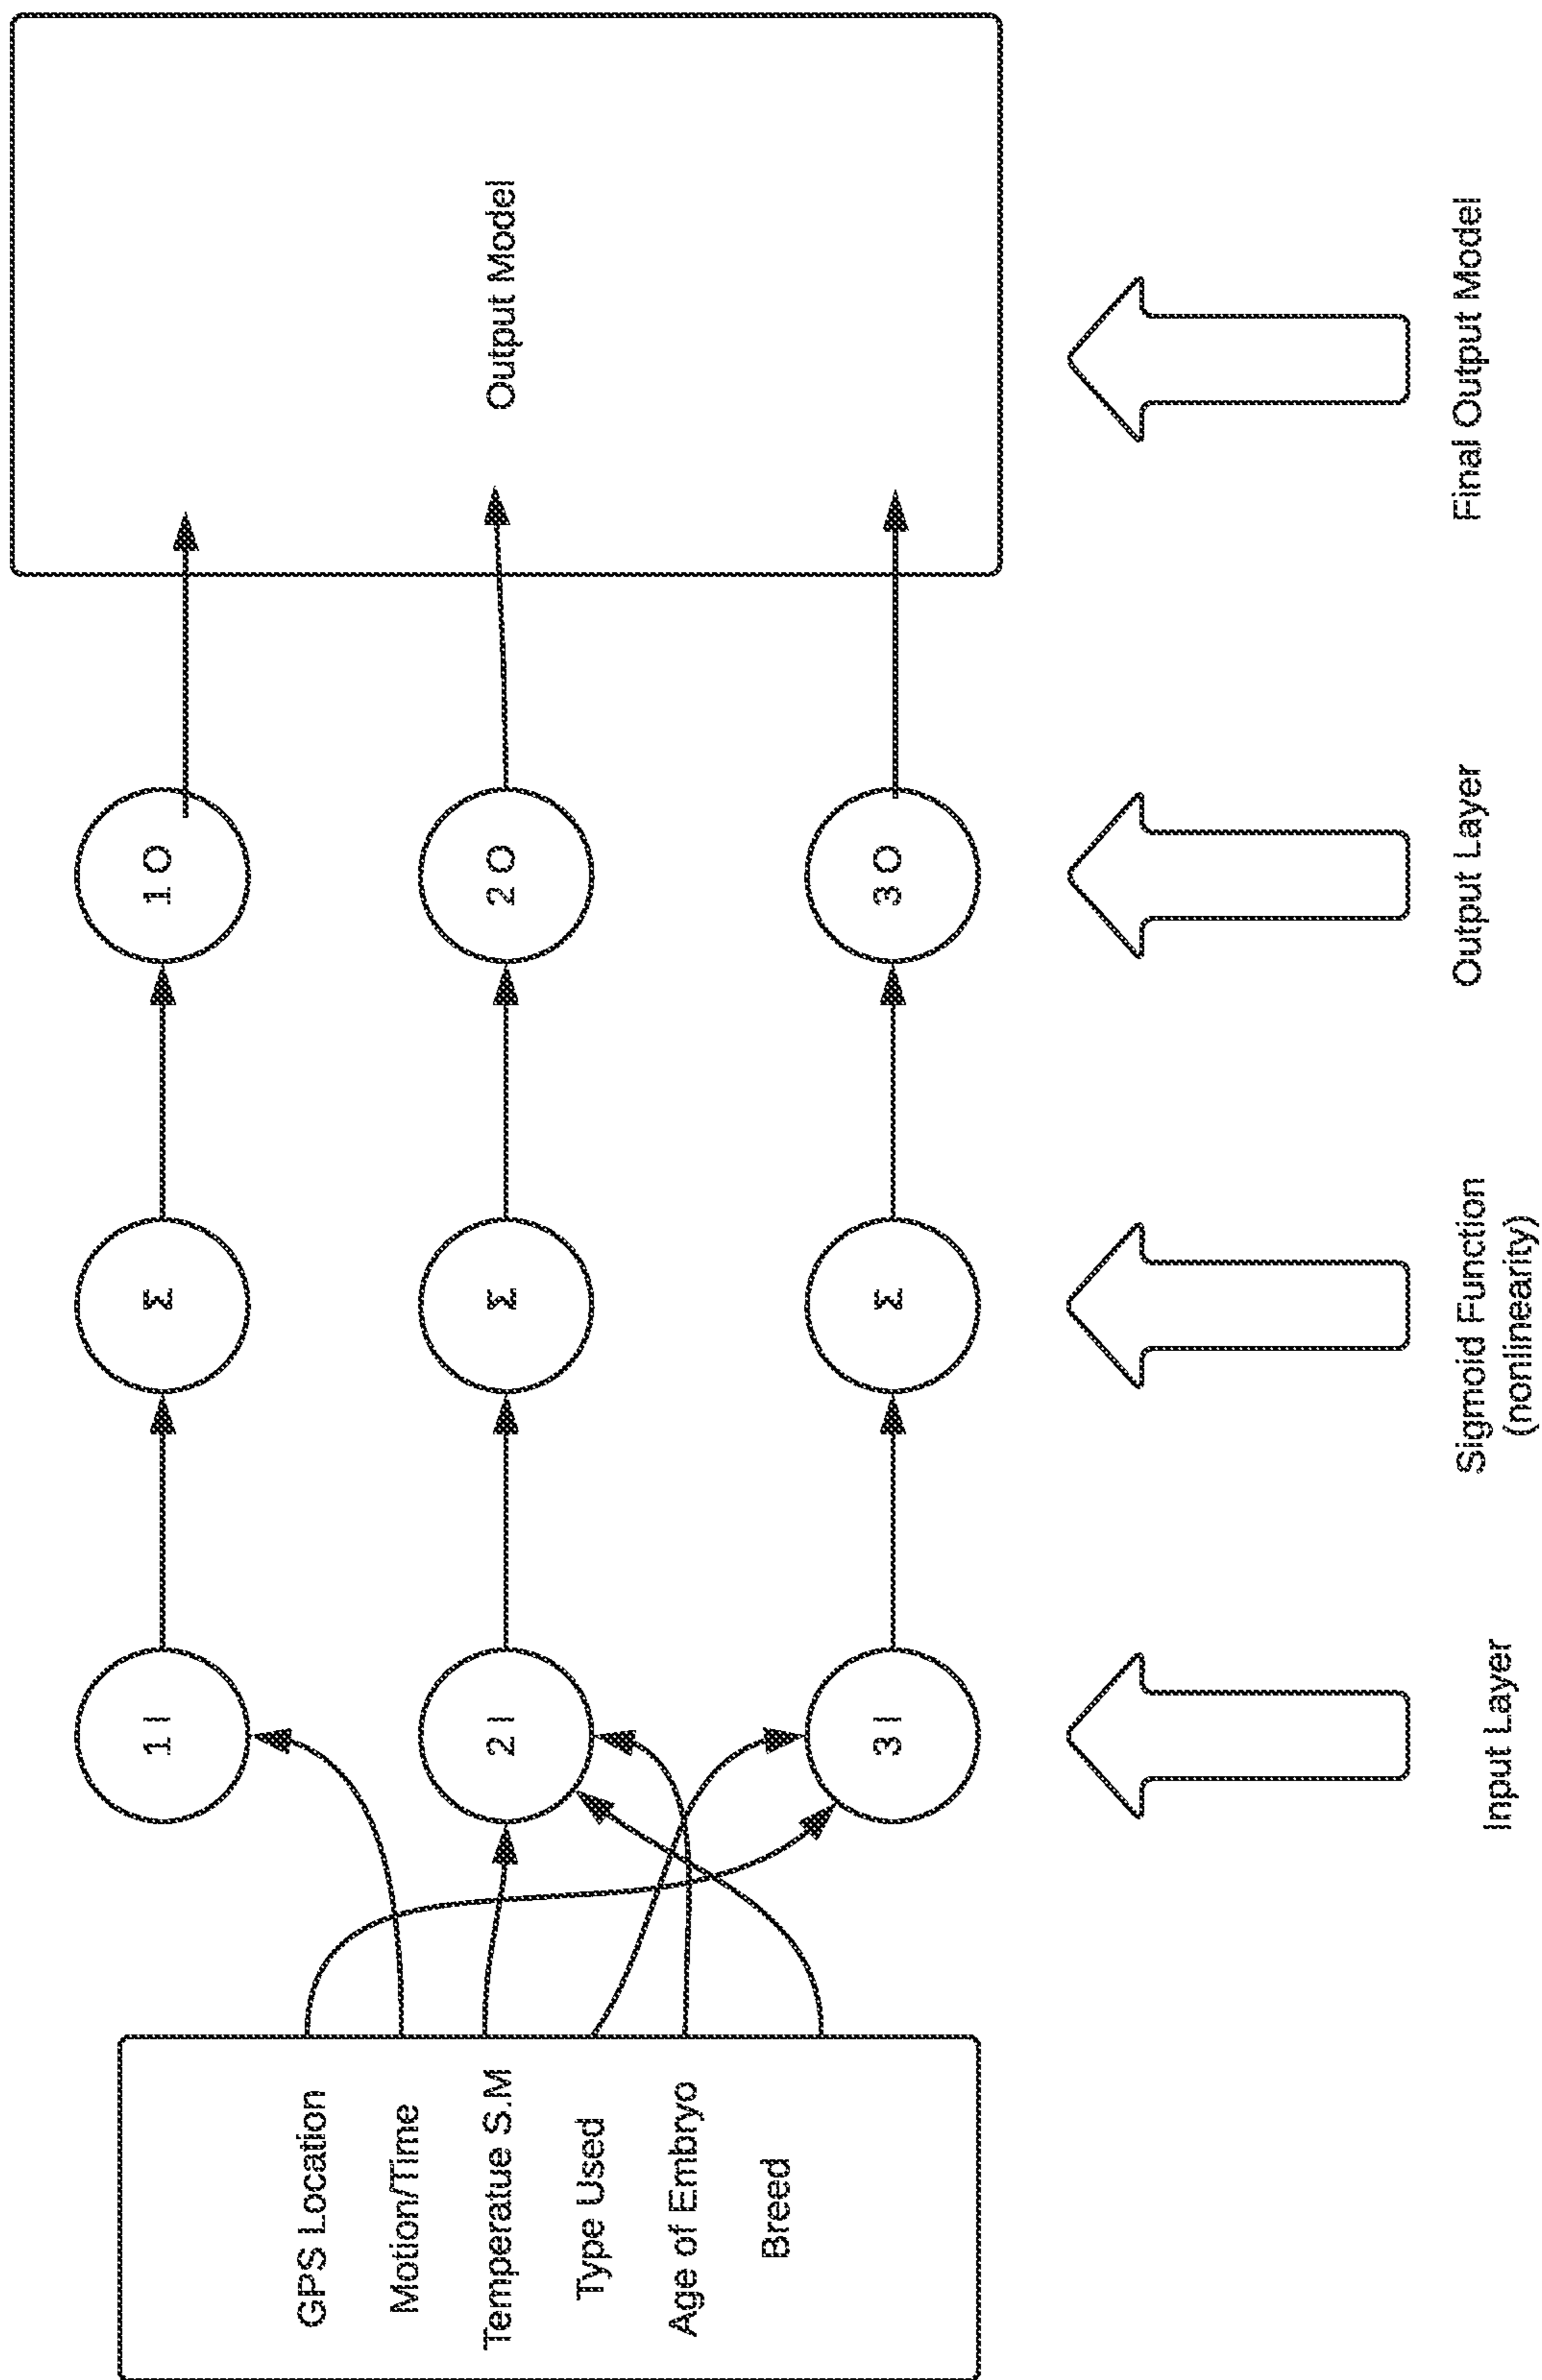 GPS Location
Motion/Time
Temperatue S.M
Type Used
Age of Embryo
Breed
1 I
2 I
3 I
Σ
Σ
Σ
1 O
2 O
3 O
Output Model
Input Layer
Sigmoid Function
(nonlinearity)
Output Layer
Final Output Model